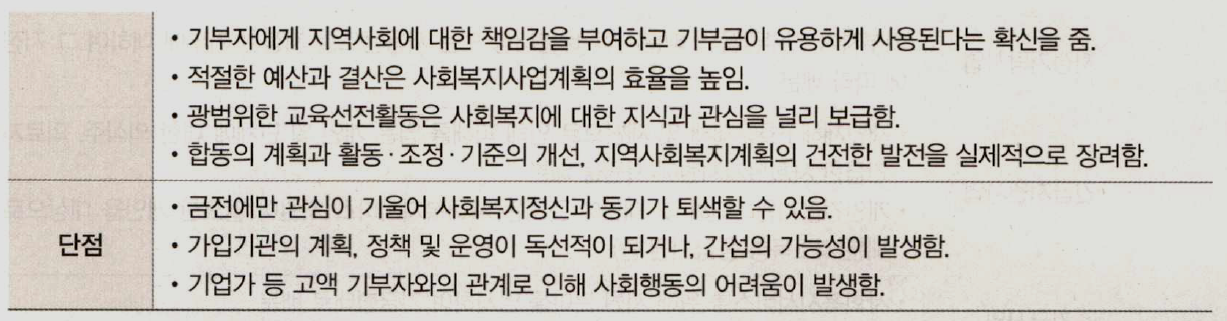 • 기부자에게 지역사회에 대한 책임감을 부여하고 기부금이 유용하게 사용된다는 확신을 줌.
• 적절한 예산과 결산은 사회복지사업계획의 효율을 높임.
• 광범위한 교육선전활동은 사회복지에 대한 지식과 관심을 널리 보급함.
• 합동의 계획과 활동·조정·기준의 개선, 지역사회복지계획의 건전한 발전을 실제적으로 장려함.
단점
• 금전에만 관심이 기울어 사회복지정신과 동기가 퇴색할 수 있음.
• 가입기관의 계획, 정책 및 운영이 독선적이 되거나, 간섭의 가능성이 발생함.
• 기업가 등 고액 기부자와의 관계로 인해 사회행동의 어려움이 발생함.